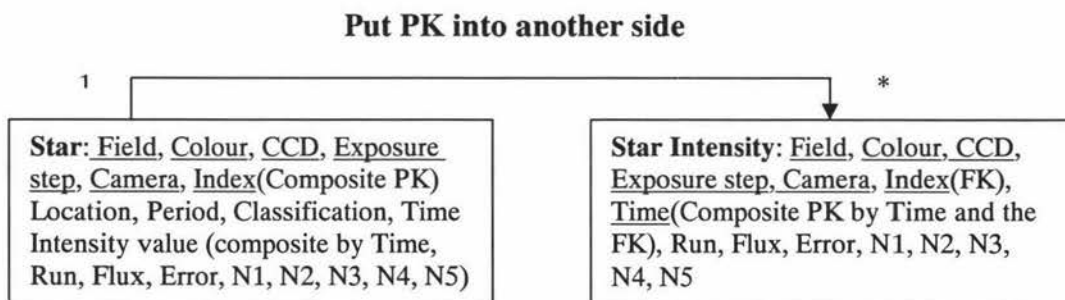 Put PK into another side
1
*
Star: Field, Colour, CCD, Exposure
step, Camera, Index(Composite PK)
Location, Period, Classification, Time
Intensity value (composite by Time,
Run, Flux, Error, N1, N2, N3, N4, N5)
Star Intensity: Field, Colour, CCD,
Exposure step, Camera, Index(FK),
Time(Composite PK by Time and the
FK), Run, Flux, Error, N1, N2, N3,
N4, N5